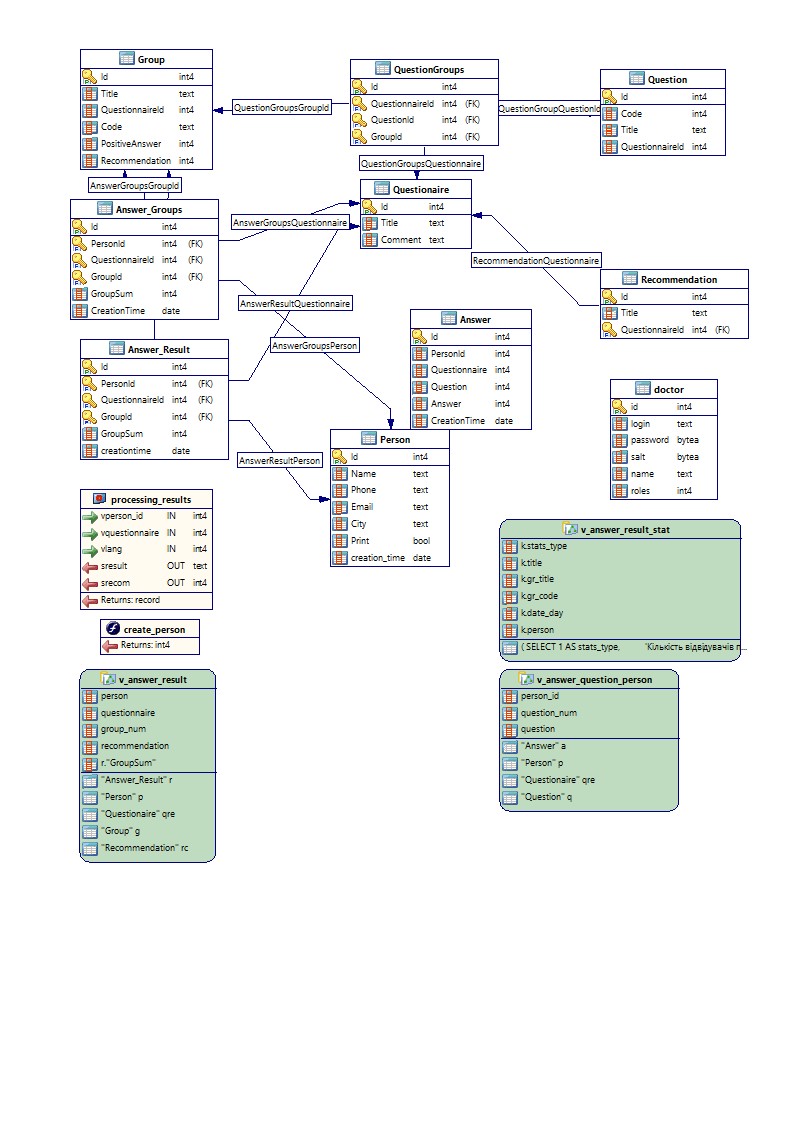 Group
Id int4
Title text
QuestionnaireId int4
Code text
PositiveAnswer int4
Recommendation int4
QuestionGroups
Id int4
QuestionnaireId int4 (FK)
QuestionId int4 (FK)
GroupId int4 (FK)
Question
Id int4
Code int4
Title text
QuestionnaireId int4
QuestionGroupsGroupId
QuestionGroupQuestionId
QuestionGroupsQuestionnaire
AnswerGroupsGroupId
Answer_Groups
Id int4
PersonId int4 (FK)
QuestionnaireId int4 (FK)
GroupId int4 (FK)
GroupSum int4
CreationTime date
Questionaire
Id int4
Title text
Comment text
AnswerGroupsQuestionnaire
RecommendationQuestionnaire
Recommendation
Id int4
Title text
QuestionnaireId int4 (FK)
AnswerResultQuestionnaire
AnswerGroupsPerson
Answer
Id int4
PersonId int4
Questionnaire int4
Question int4
Answer int4
CreationTime date
Answer_Result
Id int4
PersonId int4 (FK)
QuestionnaireId int4 (FK)
GroupId int4 (FK)
GroupSum int4
creationtime date
doctor
id int4
login text
password bytea
salt bytea
name text
roles int4
AnswerResultPerson
Person
Id int4
Name text
Phone text
Email text
City text
Print bool
creation_time date
processing_results
vperson_id IN int4
vquestionnaire IN int4
vlang IN int4
sresult OUT text
srecom OUT int4
Returns: record
create_person
Returns: int4
v_answer_result_stat
k.stats_type
k.title
k.gr_title
k.gr_code
k.date_day
k.person
( SELECT 1 AS stats_type, 'Кількість відвідувачів п...
v_answer_result
person
questionnaire
group_num
recommendation
r."GroupSum"
"Answer_Result" r
"Person" p
"Questionaire" qre
"Group" g
"Recommendation" rc
v_answer_question_person
person_id
question_num
question
"Answer" a
"Person" p
"Questionaire" qre
"Question" q